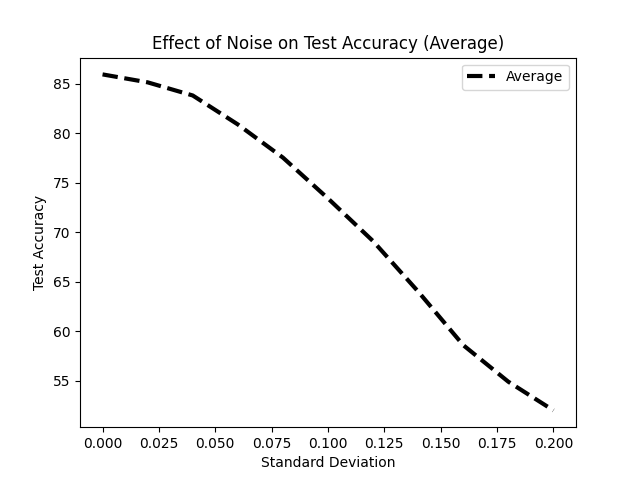 Effect of Noise on Test Accuracy (Average)
Average
85
80
75
70
65
60
55
Test Accuracy
0.000 0.025 0.050 0.075 0.100 0.125 0.150 0.175 0.200
Standard Deviation